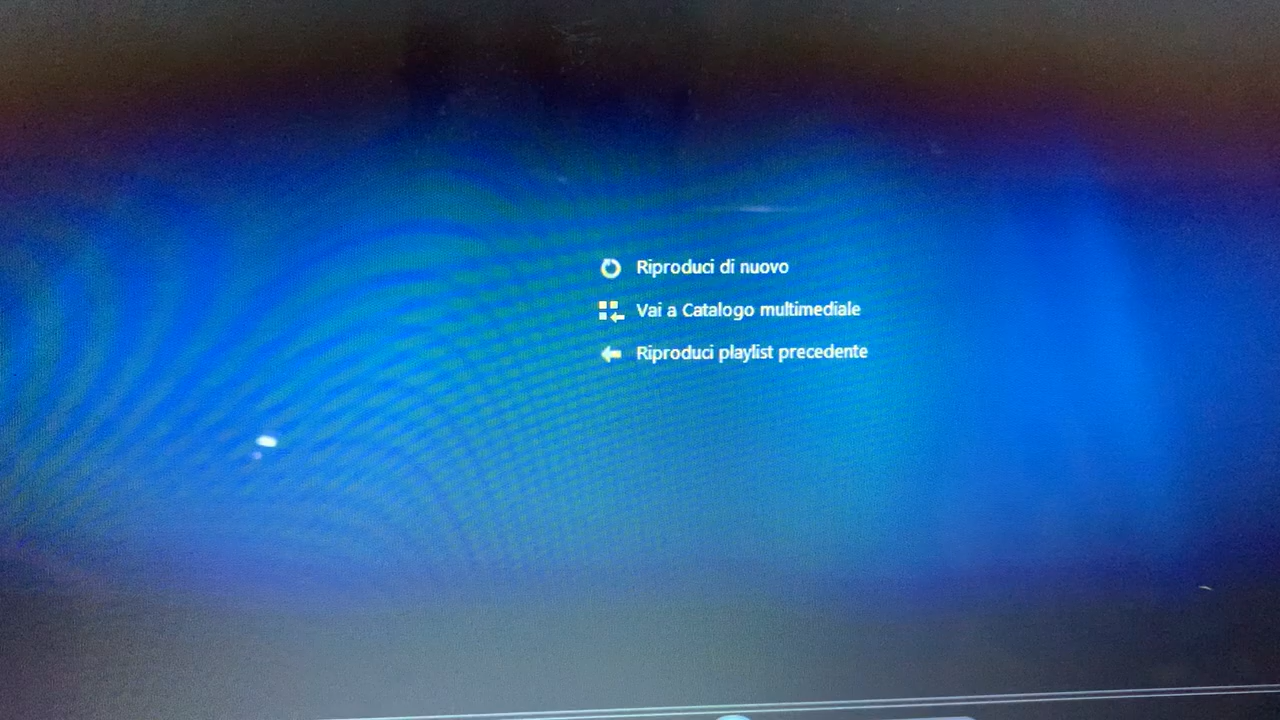 Riproduci di nuovo
Vai a Catalogo multimediale
Riproduci playlist precedente